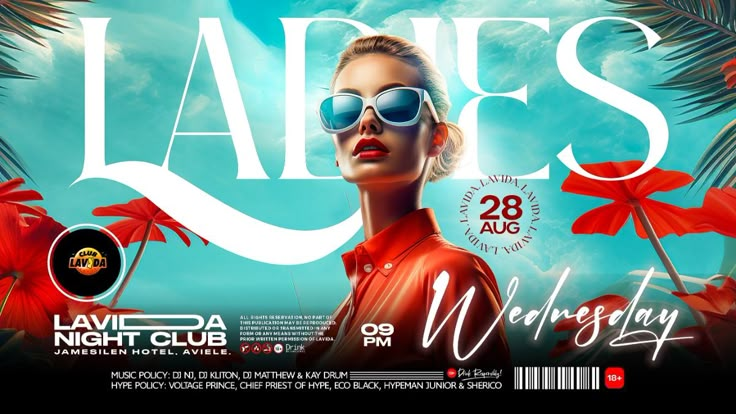 LADIES
LAVIDA. LAVIDA. LAVIDA. LAVIDA.
28
AUG
CLUB
LAVIDA
Wednesday
LAVIDA
NIGHT CLUB
JAMESILEN HOTEL, AVIELE.
ALL RIGHTS RESERVATION, NO PART OF
THIS PUBLICATION MAY BE REPRODUCED
DISTRIBUTED OR TRANSMITTED IN ANY
FORM OR ANY MEANS WITHOUT THE
PRIOR WRITTEN PERMISSION OF LAVIDA.
09
PM
MUSIC POLICY: DJ NJ, DJ KLITON, DJ MATTHEW & KAY DRUM
Drink Responsibly!
HYPE POLICY: VOLTAGE PRINCE, CHIEF PRIEST OF HYPE, ECO BLACK, HYPEMAN JUNIOR & SHERICO
18+